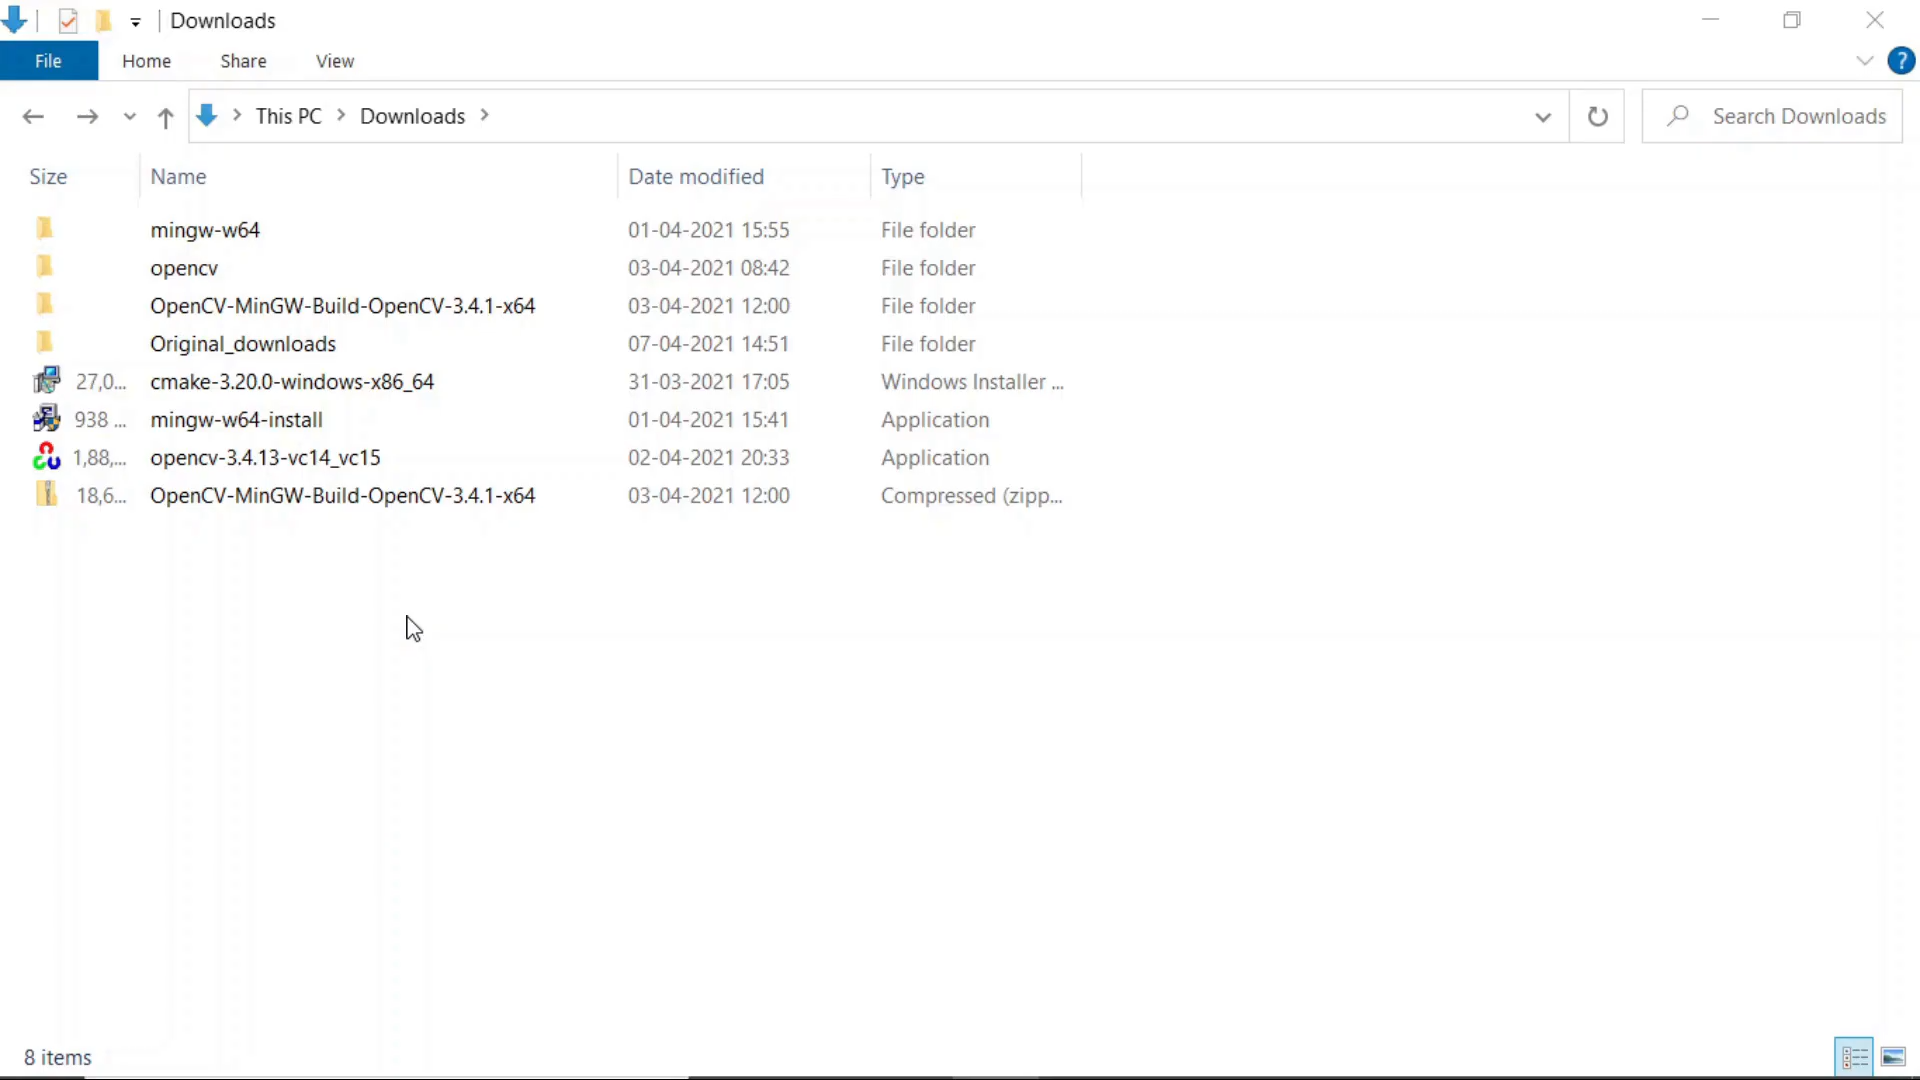 Downloads
File Home Share View ?
This PC Downloads Search Downloads
Size Name Date modified Type
mingw-w64 01-04-2021 15:55 File folder
opencv 03-04-2021 08:42 File folder
OpenCV-MinGW-Build-OpenCV-3.4.1-x64 03-04-2021 12:00 File folder
Original_downloads 07-04-2021 14:51 File folder
27,0... cmake-3.20.0-windows-x86_64 31-03-2021 17:05 Windows Installer ...
938 ... mingw-w64-install 01-04-2021 15:41 Application
1,88,... opencv-3.4.13-vc14_vc15 02-04-2021 20:33 Application
18,6... OpenCV-MinGW-Build-OpenCV-3.4.1-x64 03-04-2021 12:00 Compressed (zipp...
8 items